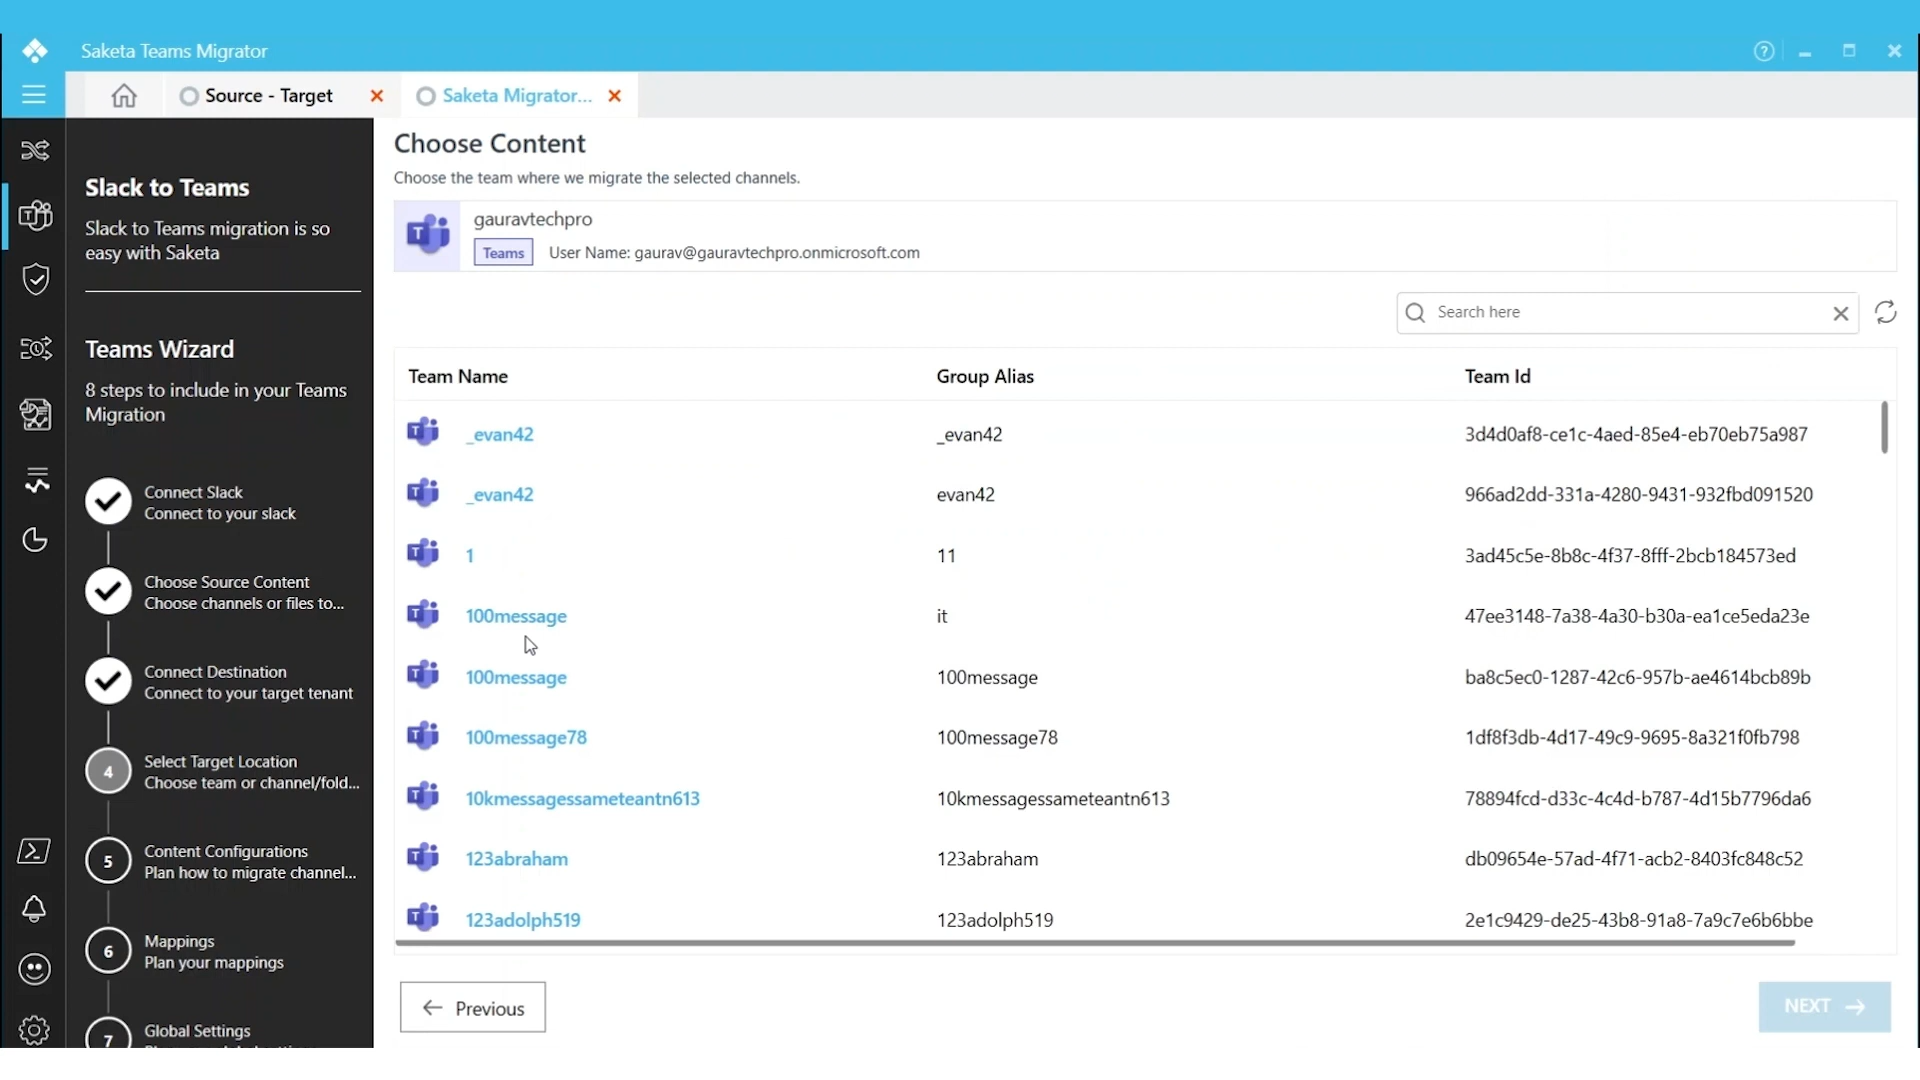 Saketa Teams Migrator
Source - Target
Saketa Migrator...
Slack to Teams
Slack to Teams migration is so
easy with Saketa
Teams Wizard
8 steps to include in your Teams
Migration
Connect Slack
Connect to your slack
Choose Source Content
Choose channels or files to...
Connect Destination
Connect to your target tenant
4
Select Target Location
Choose team or channel/fold...
5
Content Configurations
Plan how to migrate channel...
6
Mappings
Plan your mappings
7
Global Settings
Choose Content
Choose the team where we migrate the selected channels.
gauravtechpro
Teams
User Name: gaurav@gauravtechpro.onmicrosoft.com
Search here
Team Name Group Alias Team Id
_evan42 _evan42 3d4d0af8-ce1c-4aed-85e4-eb70eb75a987
_evan42 evan42 966ad2dd-331a-4280-9431-932fbd091520
1 11 3ad45c5e-8b8c-4f37-8fff-2bcb184573ed
100message it 47ee3148-7a38-4a30-b30a-ea1ce5eda23e
100message 100message ba8c5ec0-1287-42c6-957b-ae4614bcb89b
100message78 100message78 1df8f3db-4d17-49c9-9695-8a321f0fb798
10kmessagessameteantn613 10kmessagessameteantn613 78894fcd-d33c-4c4d-b787-4d15b7796da6
123abraham 123abraham db09654e-57ad-4f71-acb2-8403fc848c52
123adolph519 123adolph519 2e1c9429-de25-43b8-91a8-7a9c7e6b6bbe
Previous
NEXT